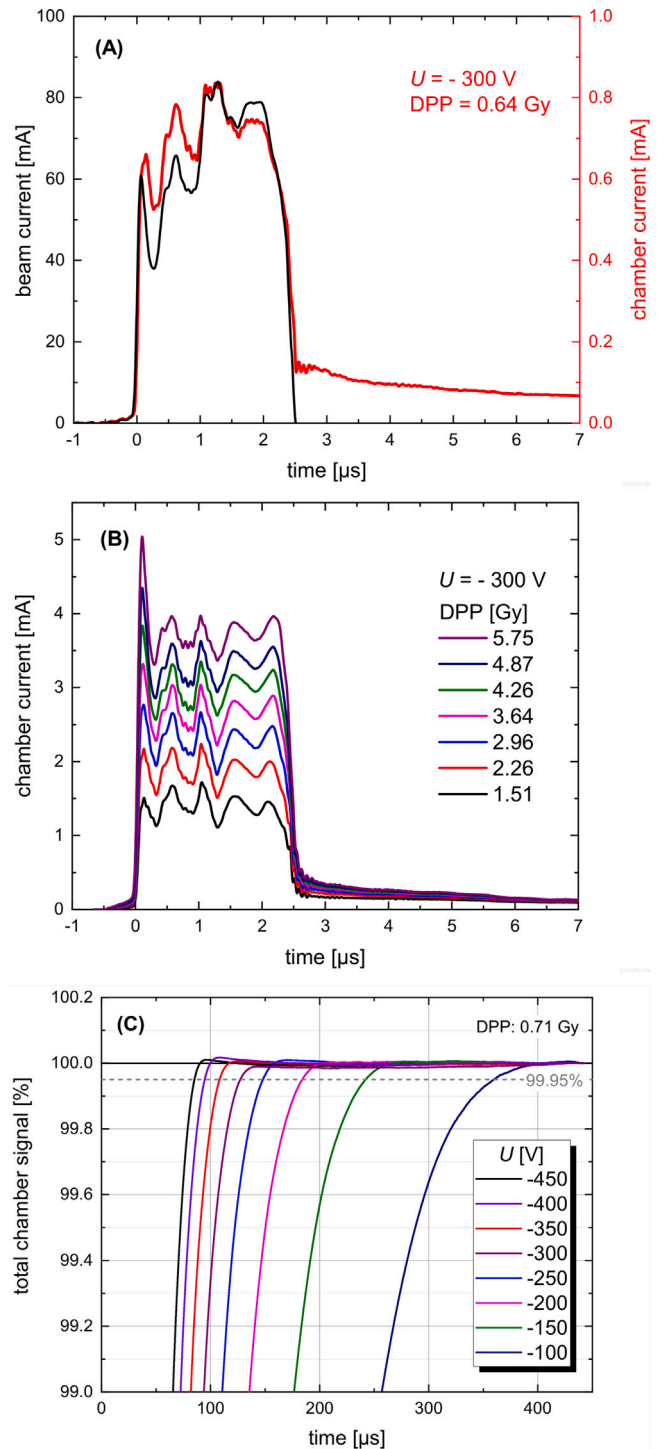 (A)
U = - 300 V
DPP = 0.64 Gy
100
80
60
40
20
0
1.0
0.8
0.6
0.4
0.2
0.0
beam current [mA]
chamber current [mA]
-1 0 1 2 3 4 5 6 7
time [µs]
(B)
U = - 300 V
DPP [Gy]
5.75
4.87
4.26
3.64
2.96
2.26
1.51
5
4
3
2
1
0
chamber current [mA]
-1 0 1 2 3 4 5 6 7
time [µs]
(C)
DPP: 0.71 Gy
100.2
100.0
99.8
99.6
99.4
99.2
99.0
99.95%
total chamber signal [%]
U [V]
-450
-400
-350
-300
-250
-200
-150
-100
0 100 200 300 400
time [µs]